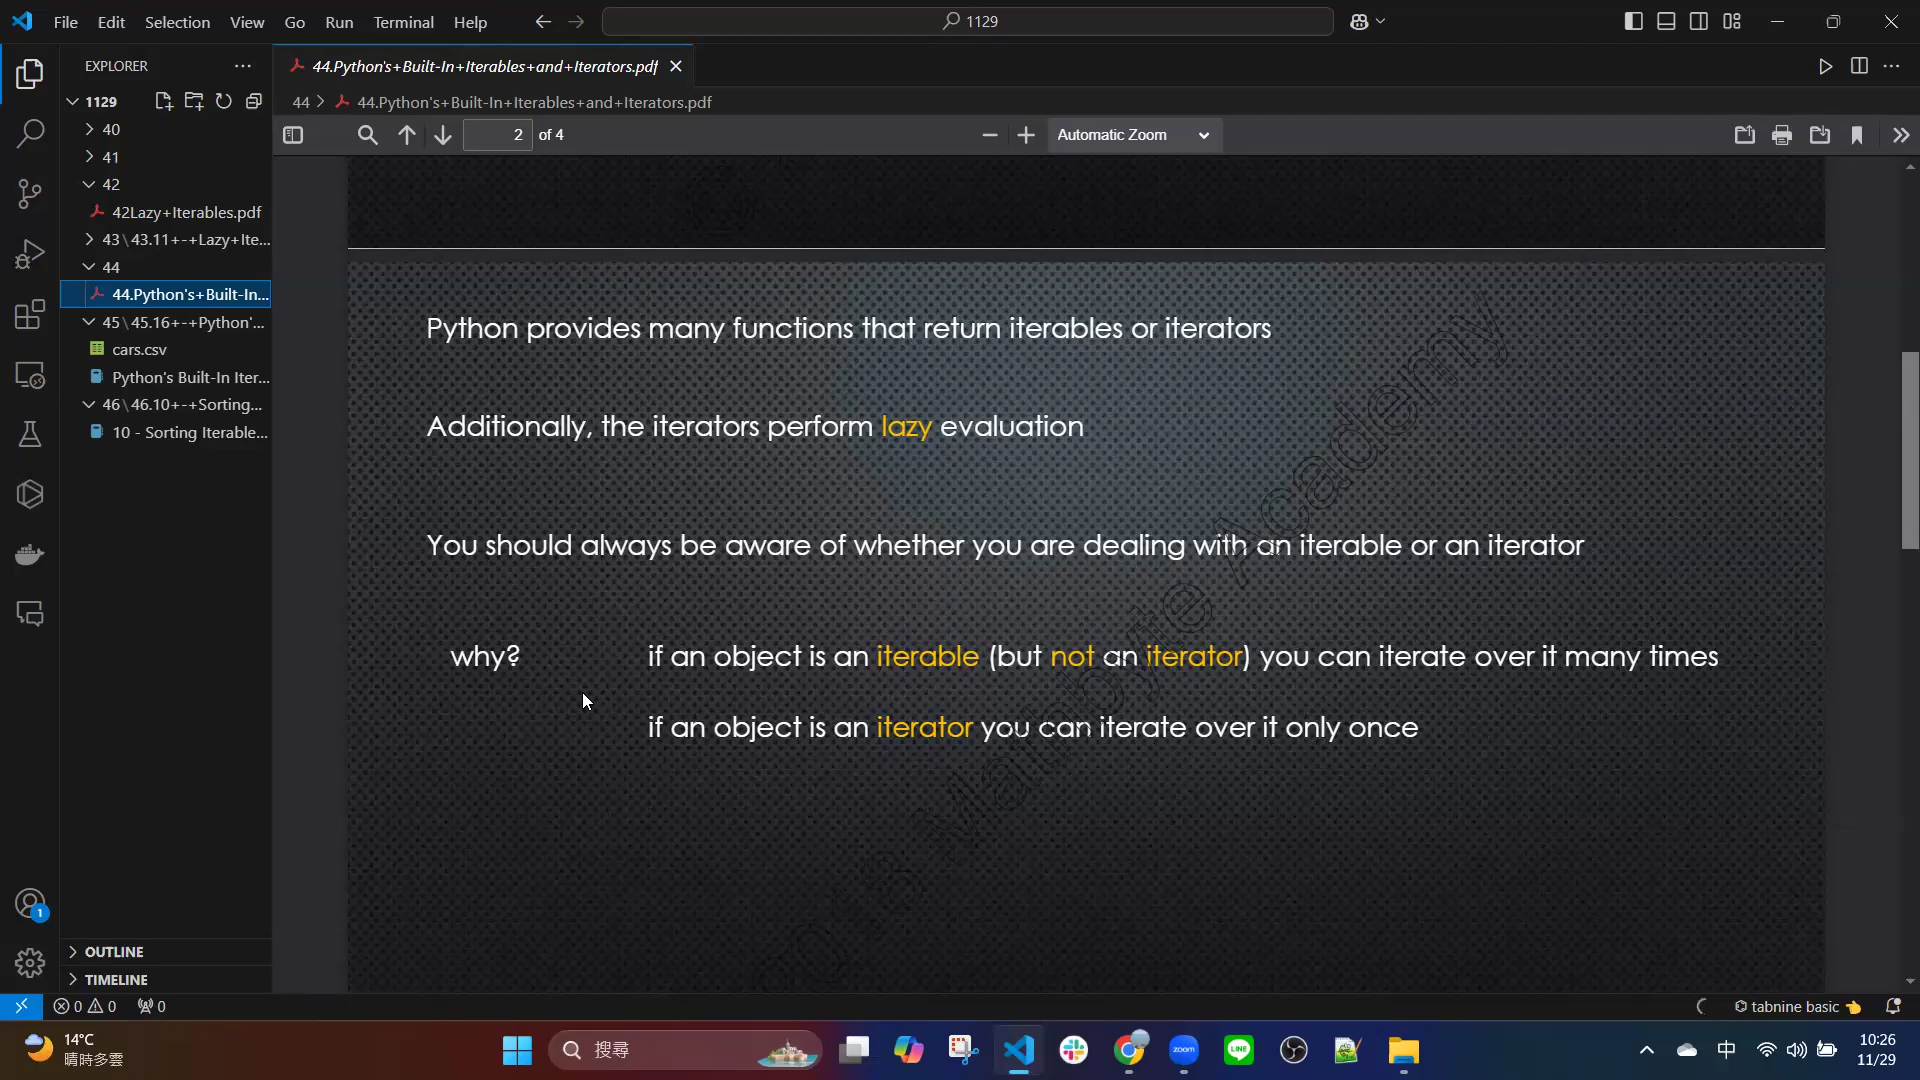 File Edit Selection View Go Run Terminal Help
1129
EXPLORER
44.Python's+Built-In+Iterables+and+Iterators.pdf
1129
44 > 44.Python's+Built-In+Iterables+and+Iterators.pdf
40
41
42
42Lazy+Iterables.pdf
43\43.11+-+Lazy+Ite...
44
44.Python's+Built-In...
45\45.16+-+Python'...
cars.csv
Python's Built-In Iter...
46\46.10+-+Sorting...
10 - Sorting Iterable...
2 of 4
Automatic Zoom
Python provides many functions that return iterables or iterators
Additionally, the iterators perform lazy evaluation
You should always be aware of whether you are dealing with an iterable or an iterator
why? if an object is an iterable (but not an iterator) you can iterate over it many times
if an object is an iterator you can iterate over it only once
OUTLINE
TIMELINE
0 0 0
tabnine basic
1
14°C
晴時多雲
搜尋
zoom
LINE
中
10:26
11/29